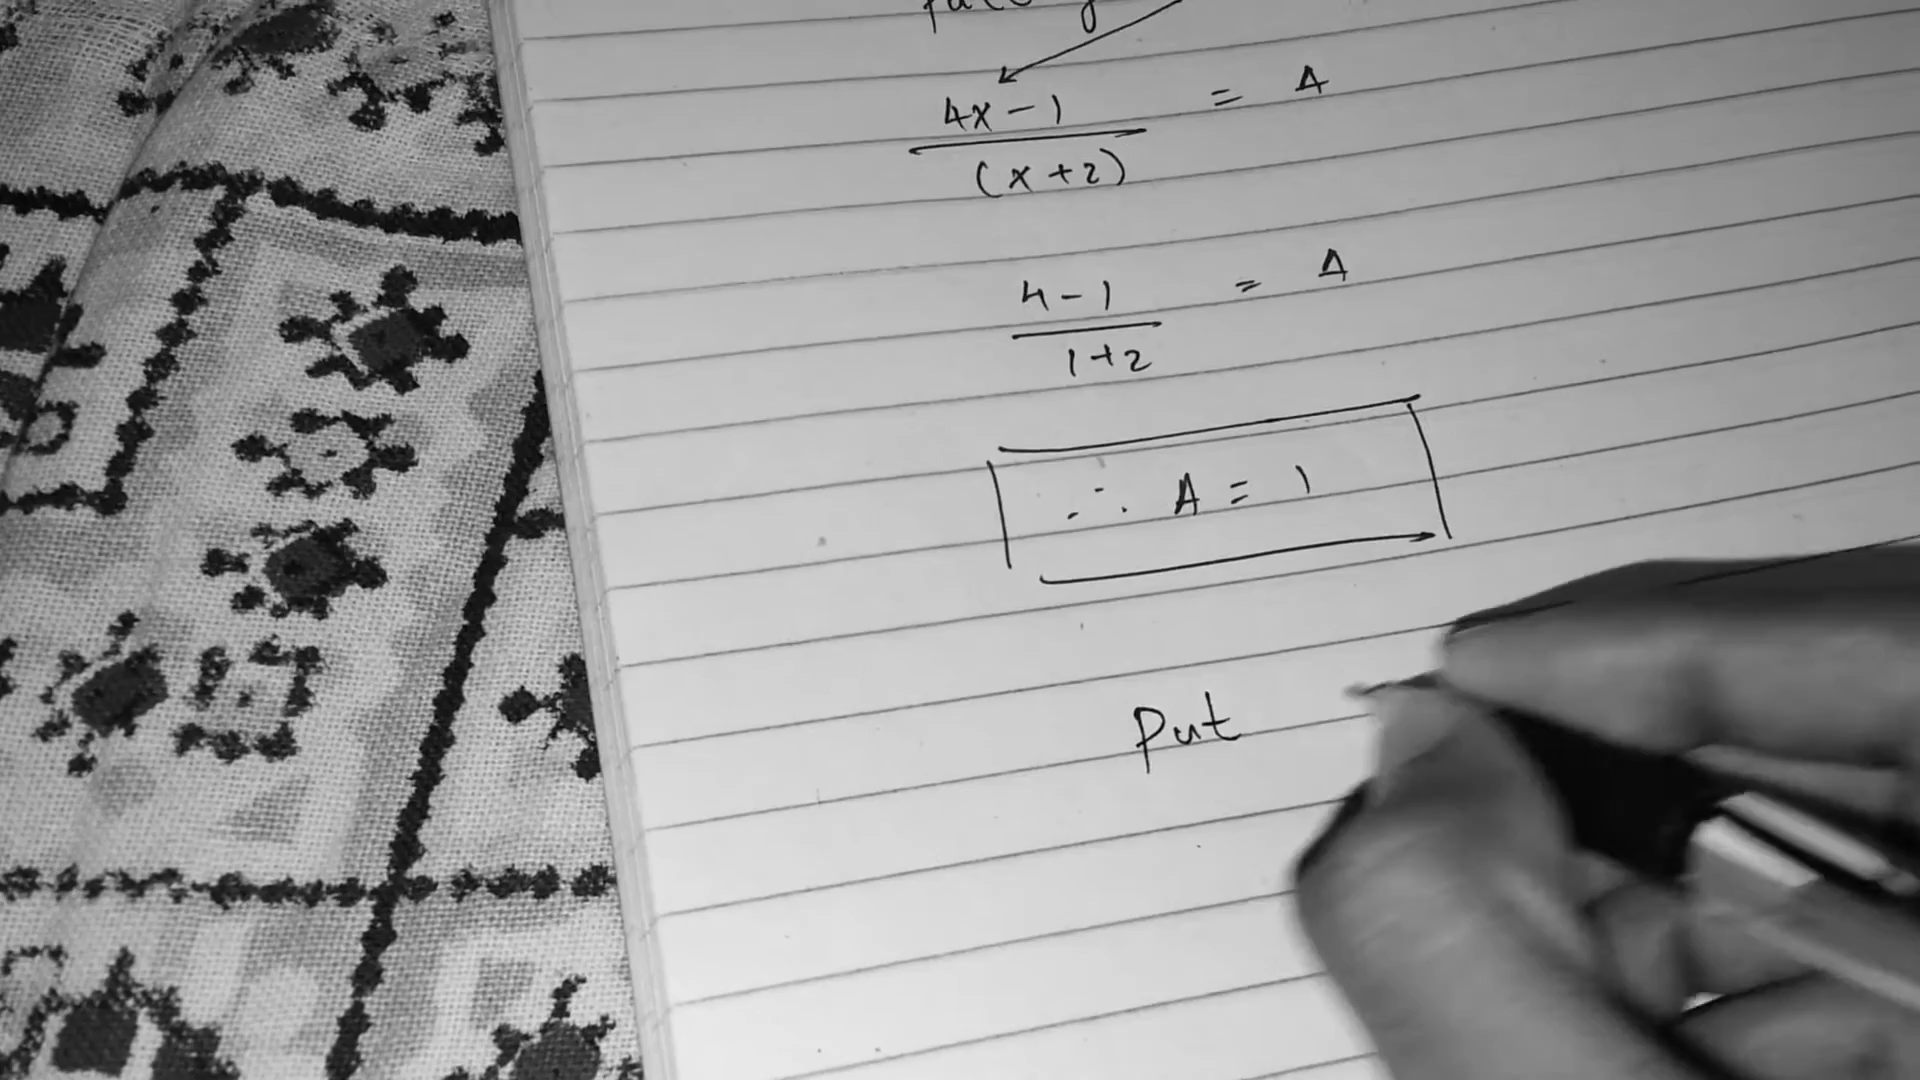 4x - 1 = A
(x + 2)
4 - 1 = A
1 + 2
∴ A = 1
Put